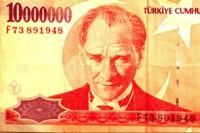 10000000
TÜRKİYE CUMHU
F73 891948
F73 891948